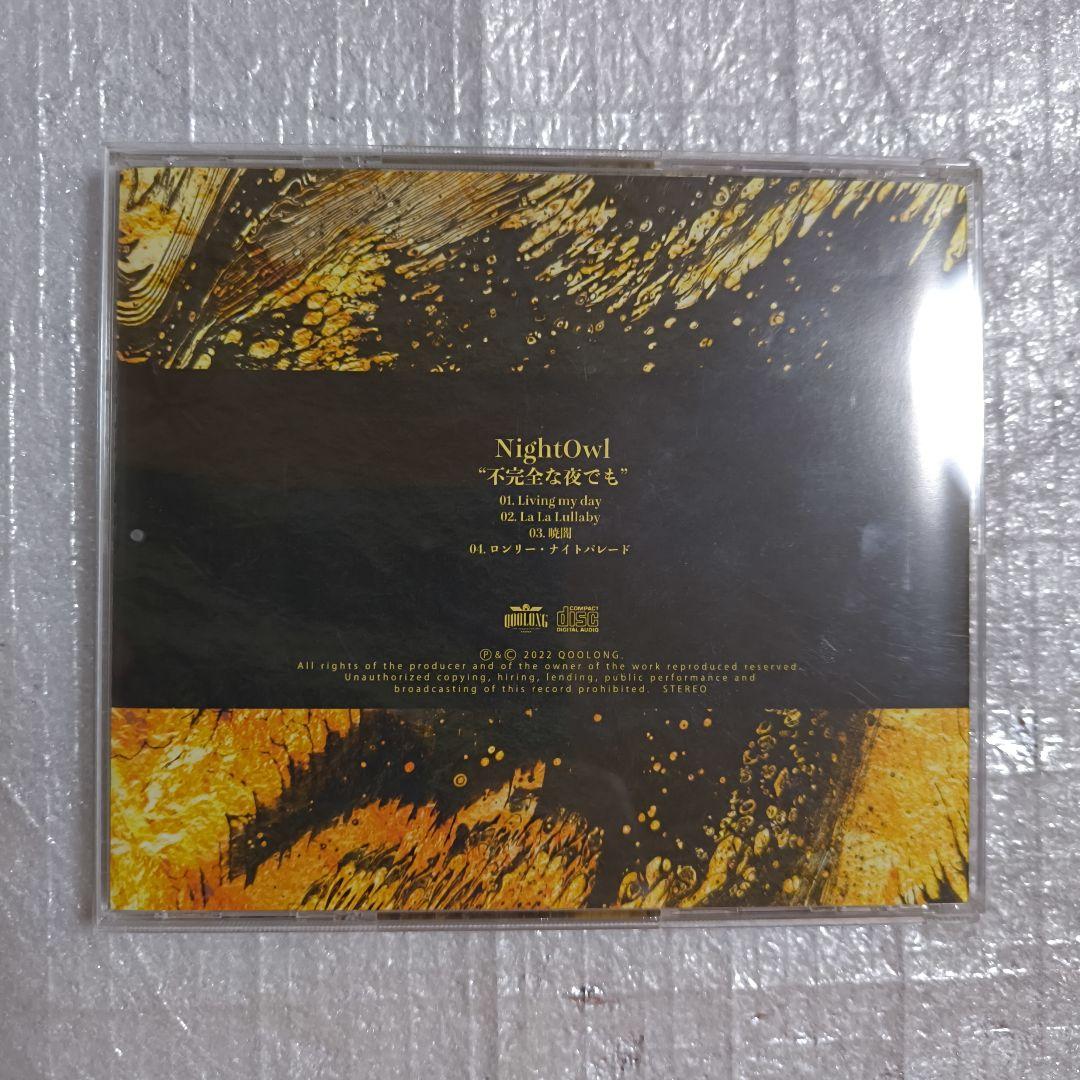 NightOwl
“不完全な夜でも”
01. Living my day
02. La La Lullaby
03. 暁闇
04. ロンリー・ナイトパレード
QOOLONG COMPACT disc DIGITAL AUDIO
Ⓟ & Ⓒ 2022 QOOLONG.
All rights of the producer and of the owner of the work reproduced reserved.
Unauthorized copying, hiring, lending, public performance and
broadcasting of this record prohibited. STEREO